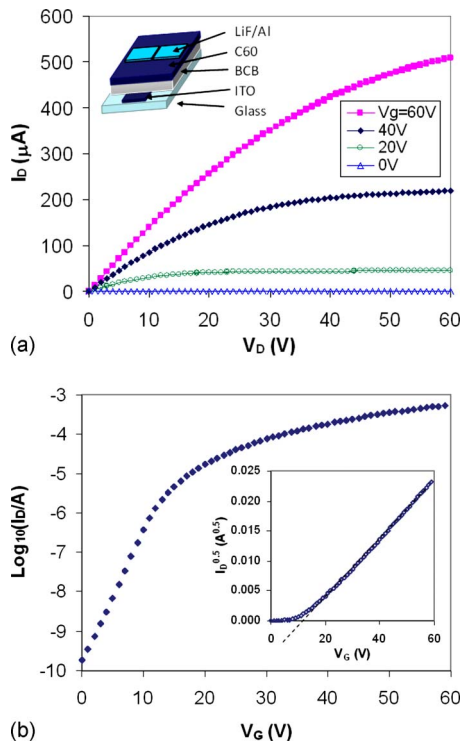 (a)
600
500
400
300
200
100
0
I_D (μA)
LiF/Al
C60
BCB
ITO
Glass
Vg=60V
40V
20V
0V
0 10 20 30 40 50 60
V_D (V)
(b)
-3
-4
-5
-6
-7
-8
-9
-10
Log₁₀(I_D/A)
0.025
0.020
0.015
0.010
0.005
0.000
I_D^0.5 (A^0.5)
0 20 40 60
V_G (V)
0 10 20 30 40 50 60
V_G (V)